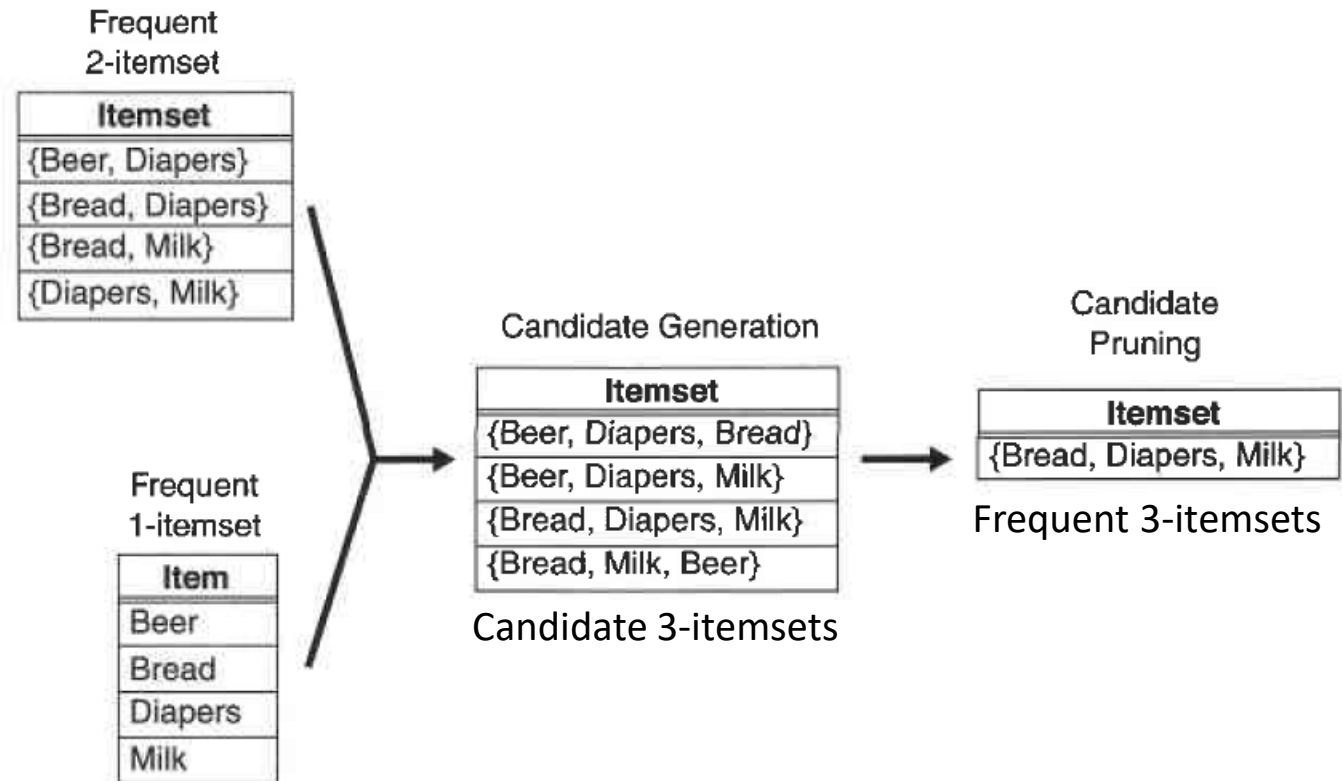 Frequent
2-itemset
Itemset
{Beer, Diapers}
{Bread, Diapers}
{Bread, Milk}
{Diapers, Milk}
Frequent
1-itemset
Item
Beer
Bread
Diapers
Milk
Candidate Generation
Itemset
{Beer, Diapers, Bread}
{Beer, Diapers, Milk}
{Bread, Diapers, Milk}
{Bread, Milk, Beer}
Candidate 3-itemsets
Candidate
Pruning
Itemset
{Bread, Diapers, Milk}
Frequent 3-itemsets